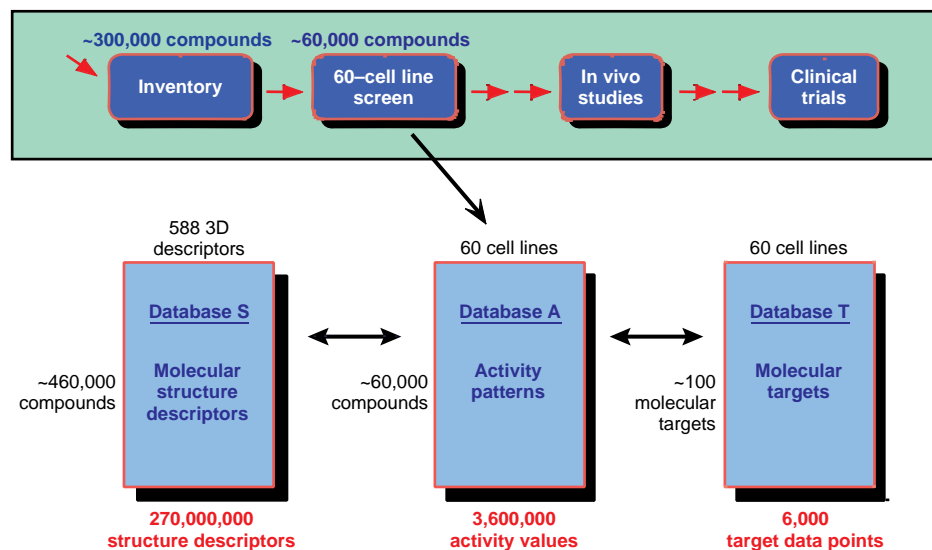 ~300,000 compounds
~60,000 compounds
Inventory
60–cell line
screen
In vivo
studies
Clinical
trials
588 3D
descriptors
Database S
Molecular
structure
descriptors
~460,000
compounds
270,000,000
structure descriptors
60 cell lines
Database A
Activity
patterns
~60,000
compounds
3,600,000
activity values
60 cell lines
Database T
Molecular
targets
~100
molecular
targets
6,000
target data points